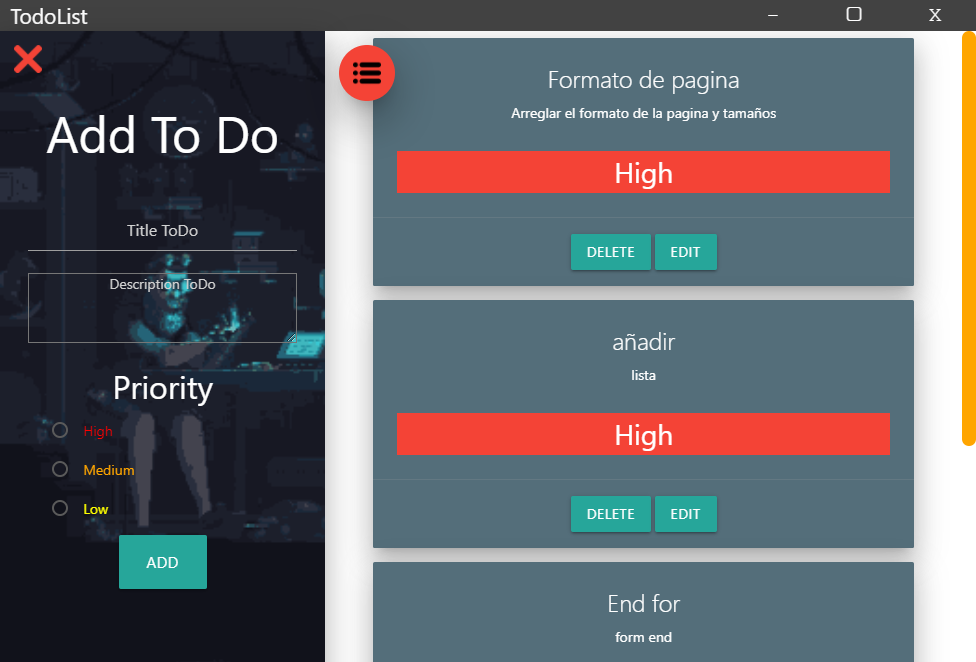 TodoList
Add To Do
Title ToDo
Description ToDo
Priority
High
Medium
Low
ADD
Formato de pagina
Arreglar el formato de la pagina y tamaños
High
DELETE EDIT
añadir
lista
High
DELETE EDIT
End for
form end